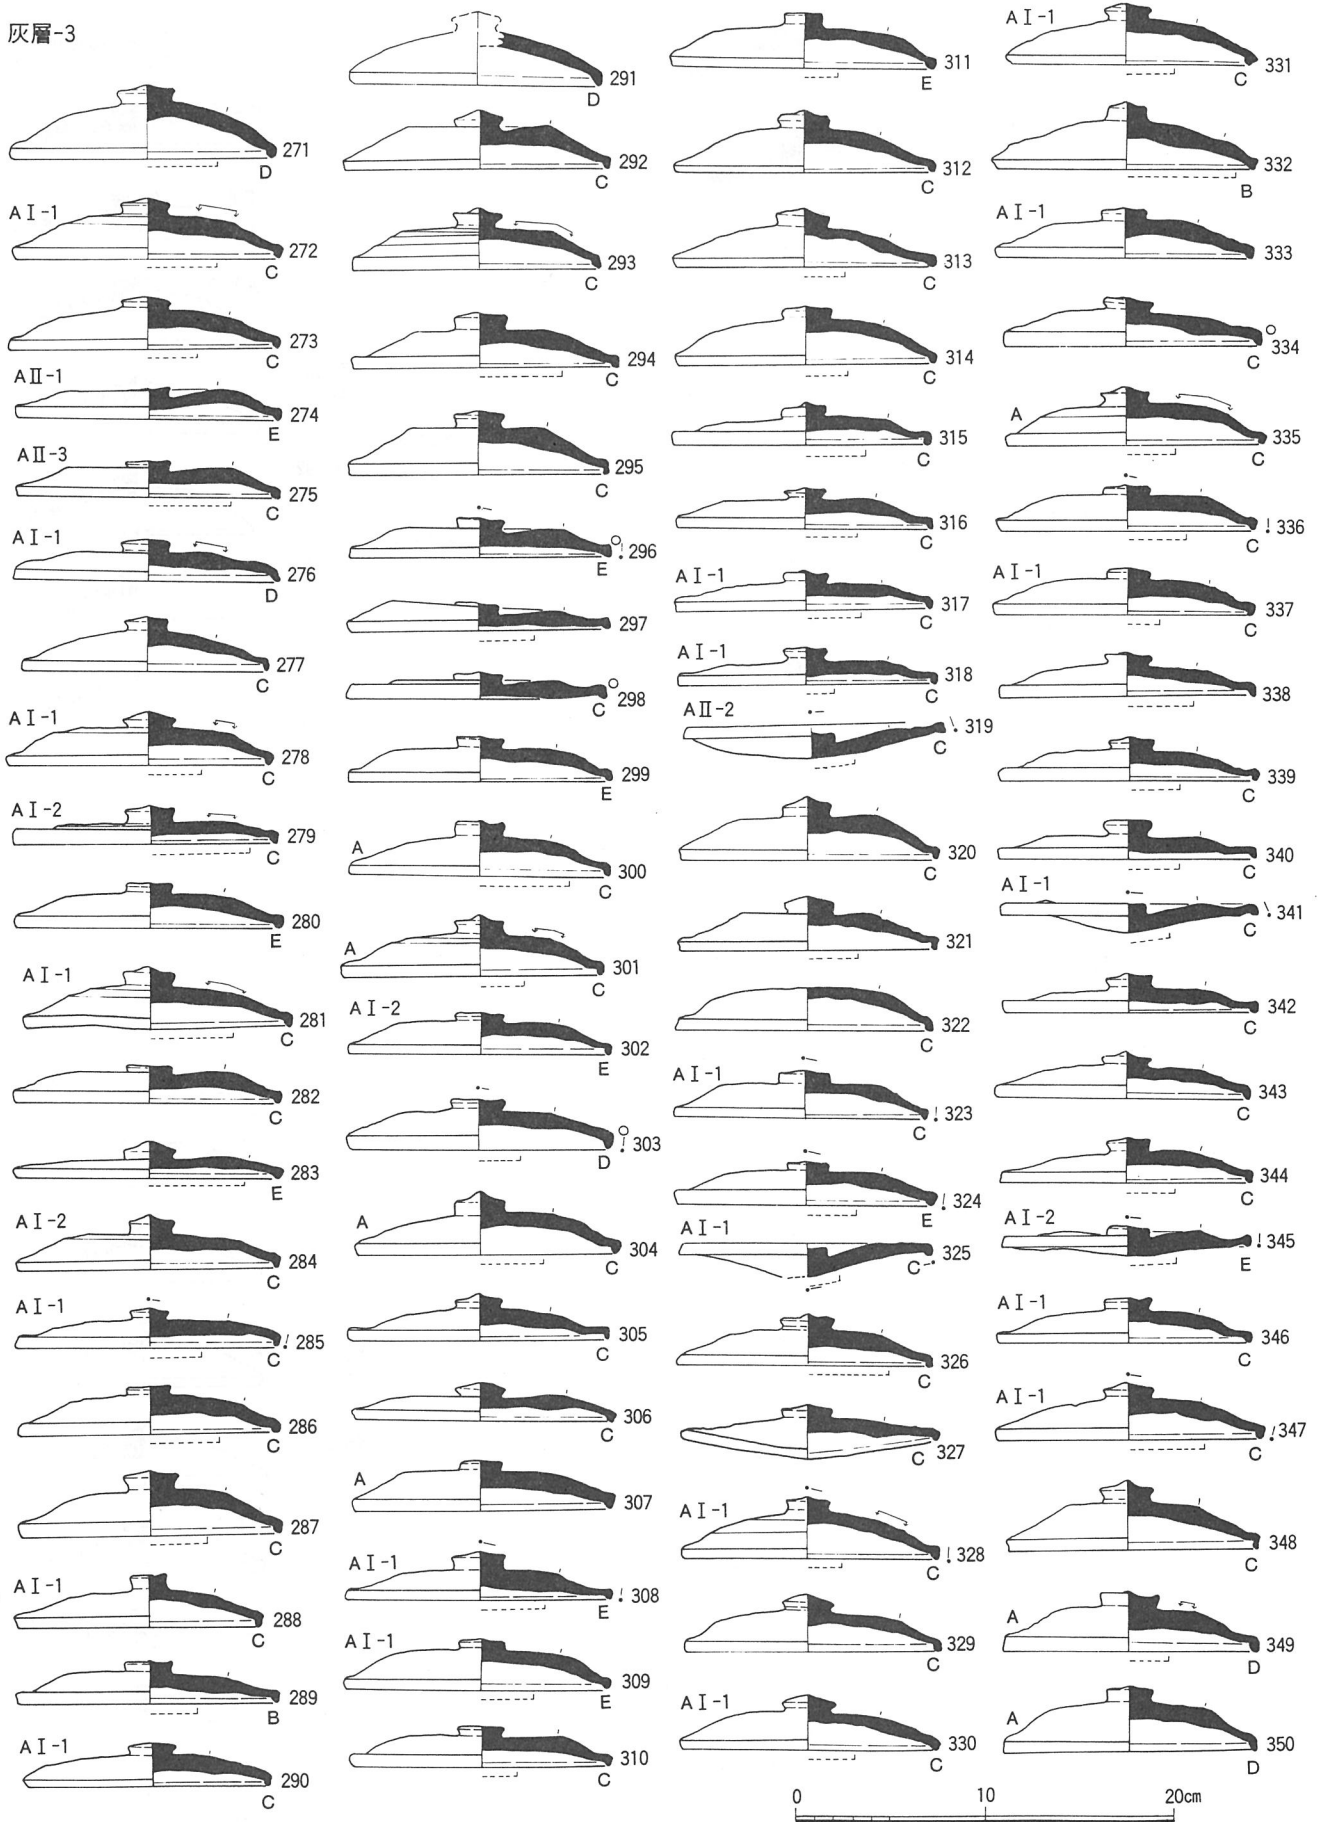 灰層-3
271
D
AⅠ-1
272
C
273
C
AⅡ-1
274
E
AⅡ-3
275
C
AⅠ-1
276
D
277
C
AⅠ-1
278
C
AⅠ-2
279
C
280
E
AⅠ-1
281
C
282
C
283
E
AⅠ-2
284
C
AⅠ-1
285
C
286
C
287
C
AⅠ-1
288
C
289
B
AⅠ-1
290
C
291
D
292
C
293
C
294
C
295
C
296
E
297
298
C
299
E
A
300
C
A
301
C
AⅠ-2
302
E
303
D
A
304
C
305
C
306
C
A
307
AⅠ-1
308
E
AⅠ-1
309
E
310
C
311
E
312
C
313
C
314
C
315
C
316
C
AⅠ-1
317
C
AⅠ-1
318
C
AⅡ-2
319
C
320
C
321
C
322
C
AⅠ-1
323
C
324
E
AⅠ-1
325
C
326
C
327
C
AⅠ-1
328
C
329
C
AⅠ-1
330
C
AⅠ-1
331
C
332
B
AⅠ-1
333
334
C
A
335
C
336
C
AⅠ-1
337
C
338
339
C
340
C
AⅠ-1
341
C
342
C
343
C
344
C
AⅠ-2
345
E
AⅠ-1
346
C
AⅠ-1
347
C
348
C
A
349
D
A
350
D
0 10 20cm